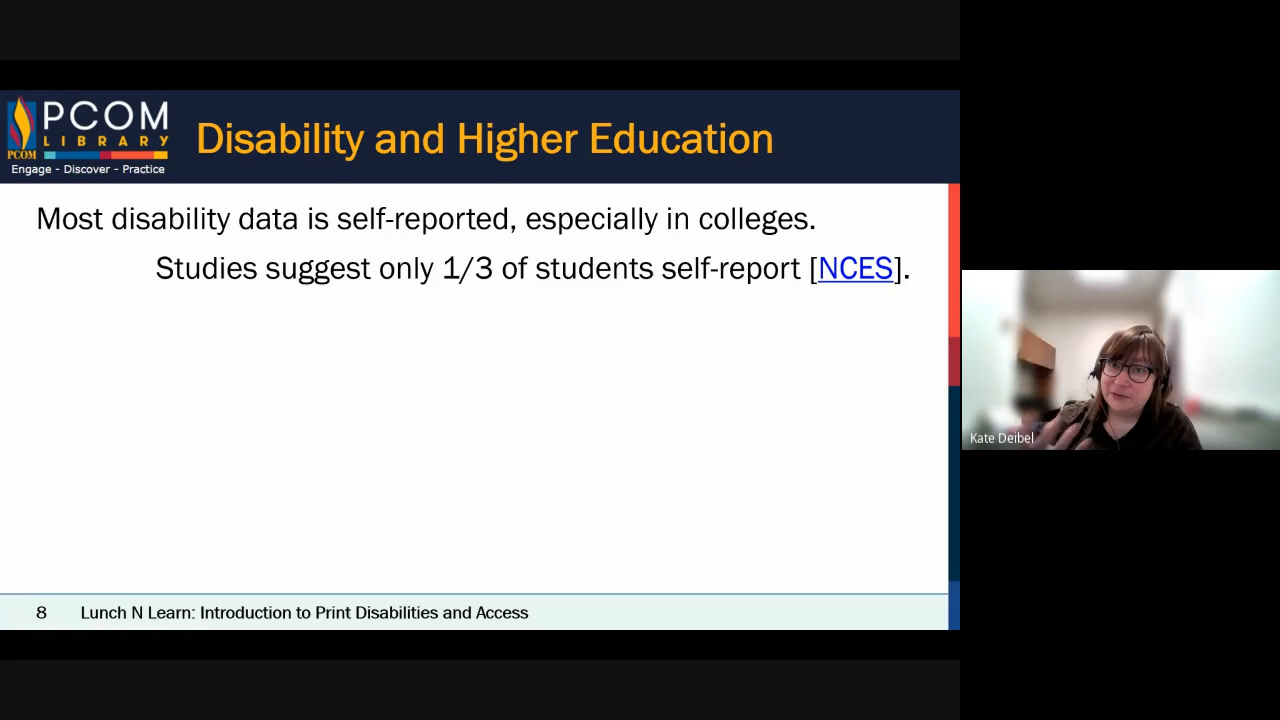 PCOM
LIBRARY
PCOM
Engage - Discover - Practice
Disability and Higher Education
Most disability data is self-reported, especially in colleges.
Studies suggest only 1/3 of students self-report [NCES].
Kate Deibel
8 Lunch N Learn: Introduction to Print Disabilities and Access